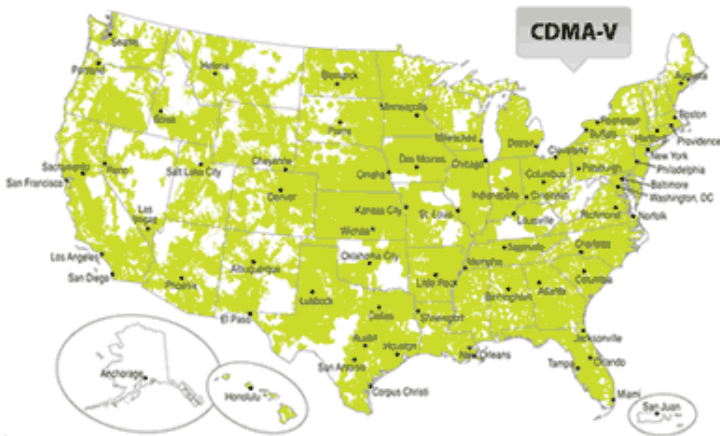 CDMA-V
Seattle
Portland
Helena
Bismarck
Minneapolis
Augusta
Boise
Pierre
Milwaukee
Detroit
Rochester
Buffalo
Boston
Hartford
Providence
New York
Philadelphia
Baltimore
Washington, DC
Sacramento
Reno
San Francisco
Salt Lake City
Cheyenne
Omaha
Des Moines
Chicago
Cleveland
Pittsburgh
Columbus
Indianapolis
Cincinnati
Denver
Kansas City
St. Louis
Louisville
Richmond
Norfolk
Las
Vegas
Wichita
Los Angeles
San Diego
Phoenix
Albuquerque
Oklahoma City
Nashville
Charlotte
Memphis
Little Rock
Columbia
Birmingham
Atlanta
El Paso
Lubbock
Dallas
Shreveport
Jacksonville
Austin
Houston
New Orleans
San Antonio
Corpus Christi
Tampa
Orlando
Miami
Anchorage
Honolulu
San Juan